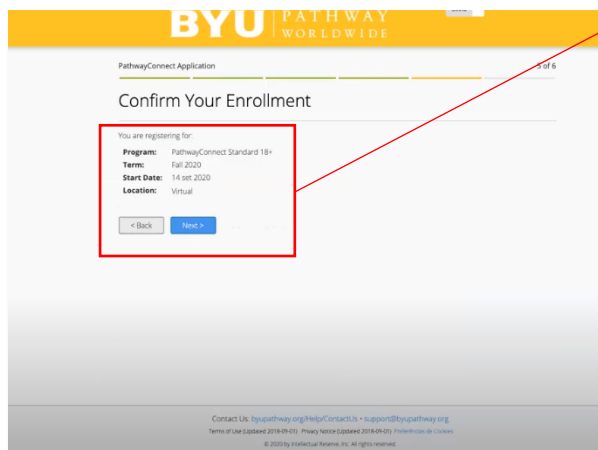 BYU PATHWAY
WORLDWIDE
PathwayConnect Application 5 of 6
Confirm Your Enrollment
You are registering for:
Program: PathwayConnect Standard 18+
Term: Fall 2020
Start Date: 14 set 2020
Location: Virtual
< Back Next >
Contact Us: byupathway.org/Help/ContactUs • support@byupathway.org
Terms of Use (Updated 2018-09-01) Privacy Notice (Updated 2018-09-01) Preferências de Cookies
© 2020 by Intellectual Reserve, Inc. All rights reserved.